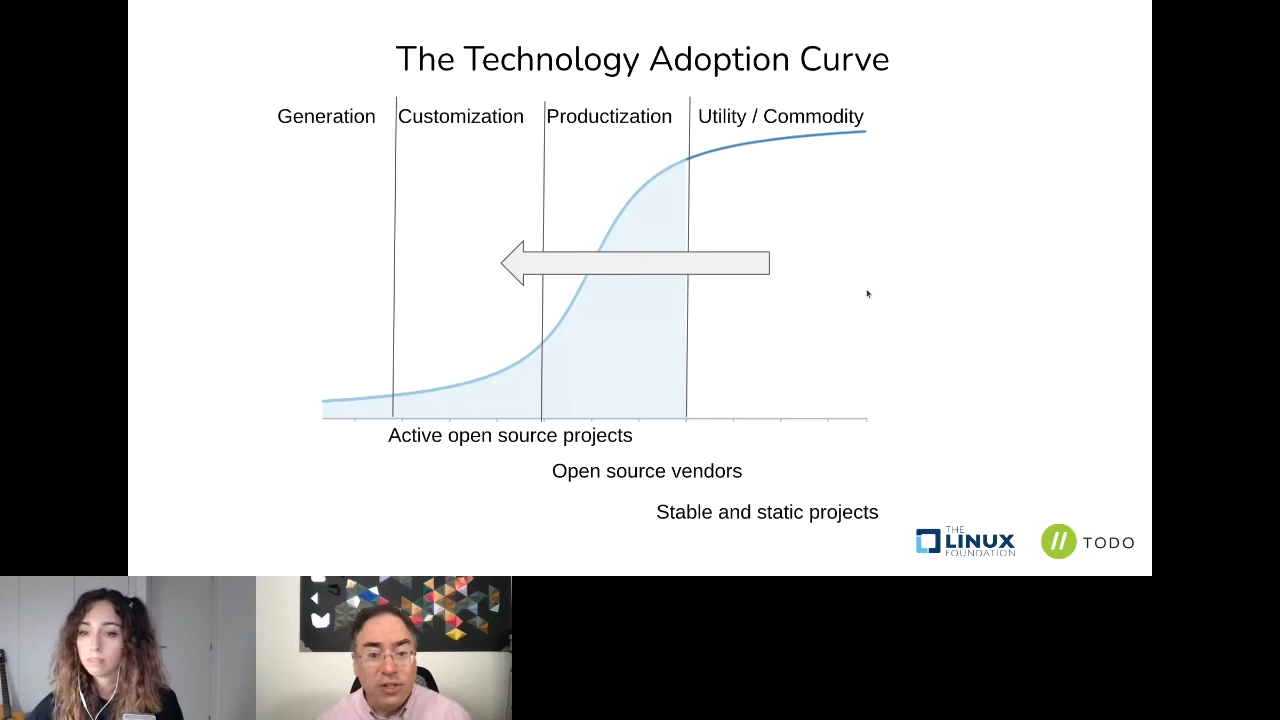 The Technology Adoption Curve
Generation
Customization
Productization
Utility / Commodity
Active open source projects
Open source vendors
Stable and static projects
THE
LINUX
FOUNDATION
TODO